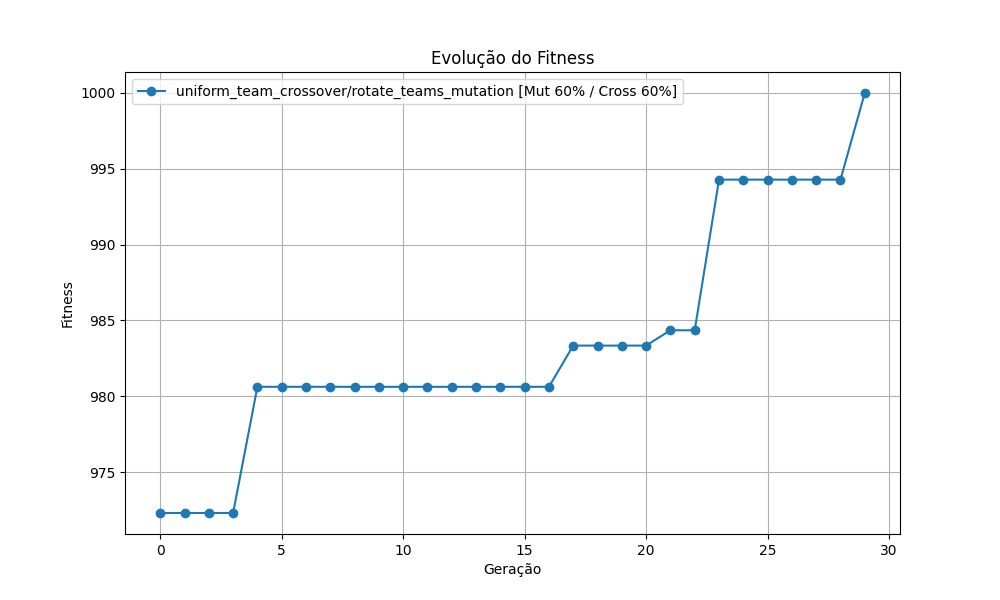 Evolução do Fitness
uniform_team_crossover/rotate_teams_mutation [Mut 60% / Cross 60%]
1000
995
990
985
980
975
Fitness
0 5 10 15 20 25 30
Geração